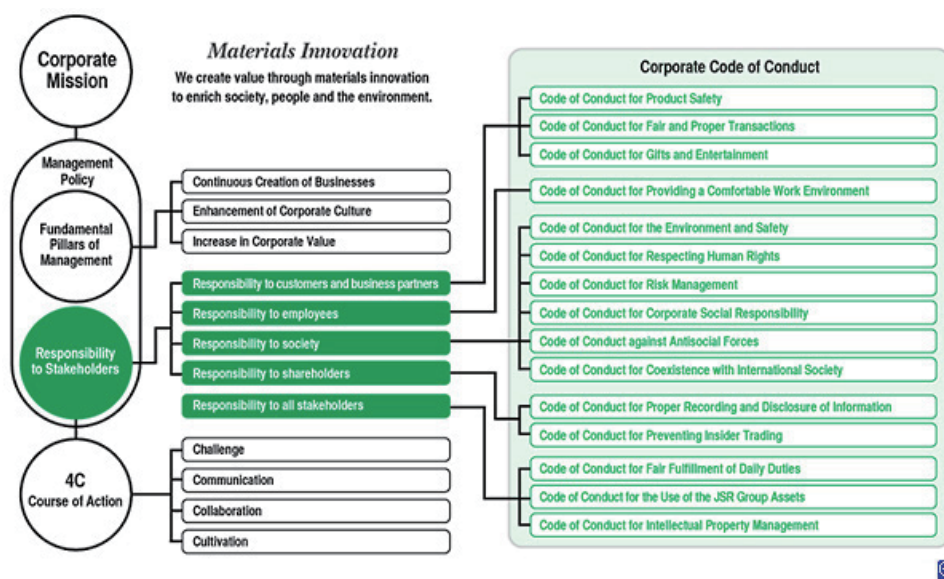 Corporate
Mission
Materials Innovation
We create value through materials innovation
to enrich society, people and the environment.
Management
Policy
Fundamental
Pillars of
Management
Continuous Creation of Businesses
Enhancement of Corporate Culture
Increase in Corporate Value
Responsibility
to Stakeholders
Responsibility to customers and business partners
Responsibility to employees
Responsibility to society
Responsibility to shareholders
Responsibility to all stakeholders
4C
Course of Action
Challenge
Communication
Collaboration
Cultivation
Corporate Code of Conduct
Code of Conduct for Product Safety
Code of Conduct for Fair and Proper Transactions
Code of Conduct for Gifts and Entertainment
Code of Conduct for Providing a Comfortable Work Environment
Code of Conduct for the Environment and Safety
Code of Conduct for Respecting Human Rights
Code of Conduct for Risk Management
Code of Conduct for Corporate Social Responsibility
Code of Conduct against Antisocial Forces
Code of Conduct for Coexistence with International Society
Code of Conduct for Proper Recording and Disclosure of Information
Code of Conduct for Preventing Insider Trading
Code of Conduct for Fair Fulfillment of Daily Duties
Code of Conduct for the Use of the JSR Group Assets
Code of Conduct for Intellectual Property Management